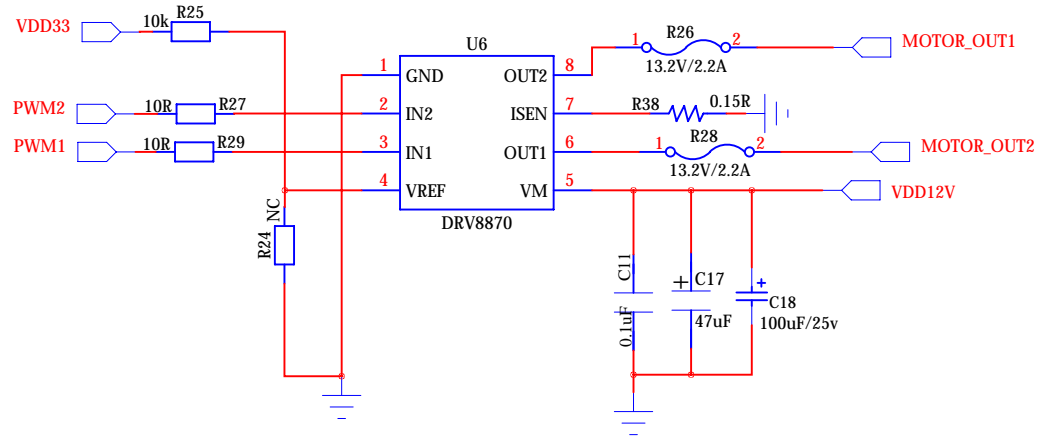 VDD33
10k
R25
PWM2
10R
R27
PWM1
10R
R29
NC
R24
U6
1
GND
2
IN2
3
IN1
4
VREF
8
OUT2
7
ISEN
6
OUT1
5
VM
DRV8870
1
R26
2
13.2V/2.2A
MOTOR_OUT1
R38
0.15R
1
R28
2
13.2V/2.2A
MOTOR_OUT2
VDD12V
C11
0.1uF
+
C17
47uF
+
C18
100uF/25v